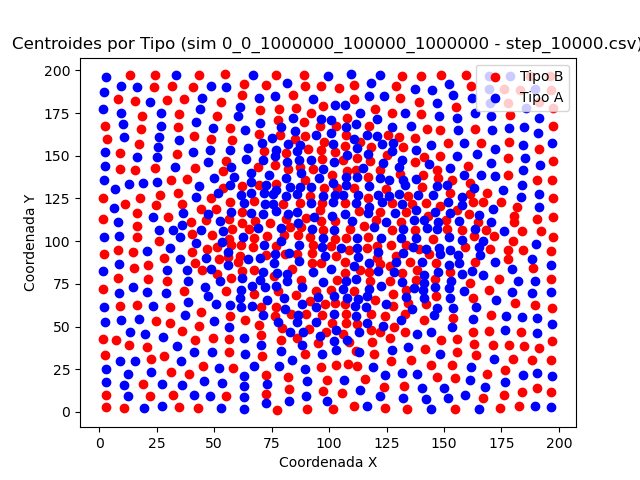 Centroides por Tipo (sim 0_0_1000000_100000_1000000 - step_10000.csv)
Tipo B
Tipo A
Coordenada Y
200
175
150
125
100
75
50
25
0
0 25 50 75 100 125 150 175 200
Coordenada X